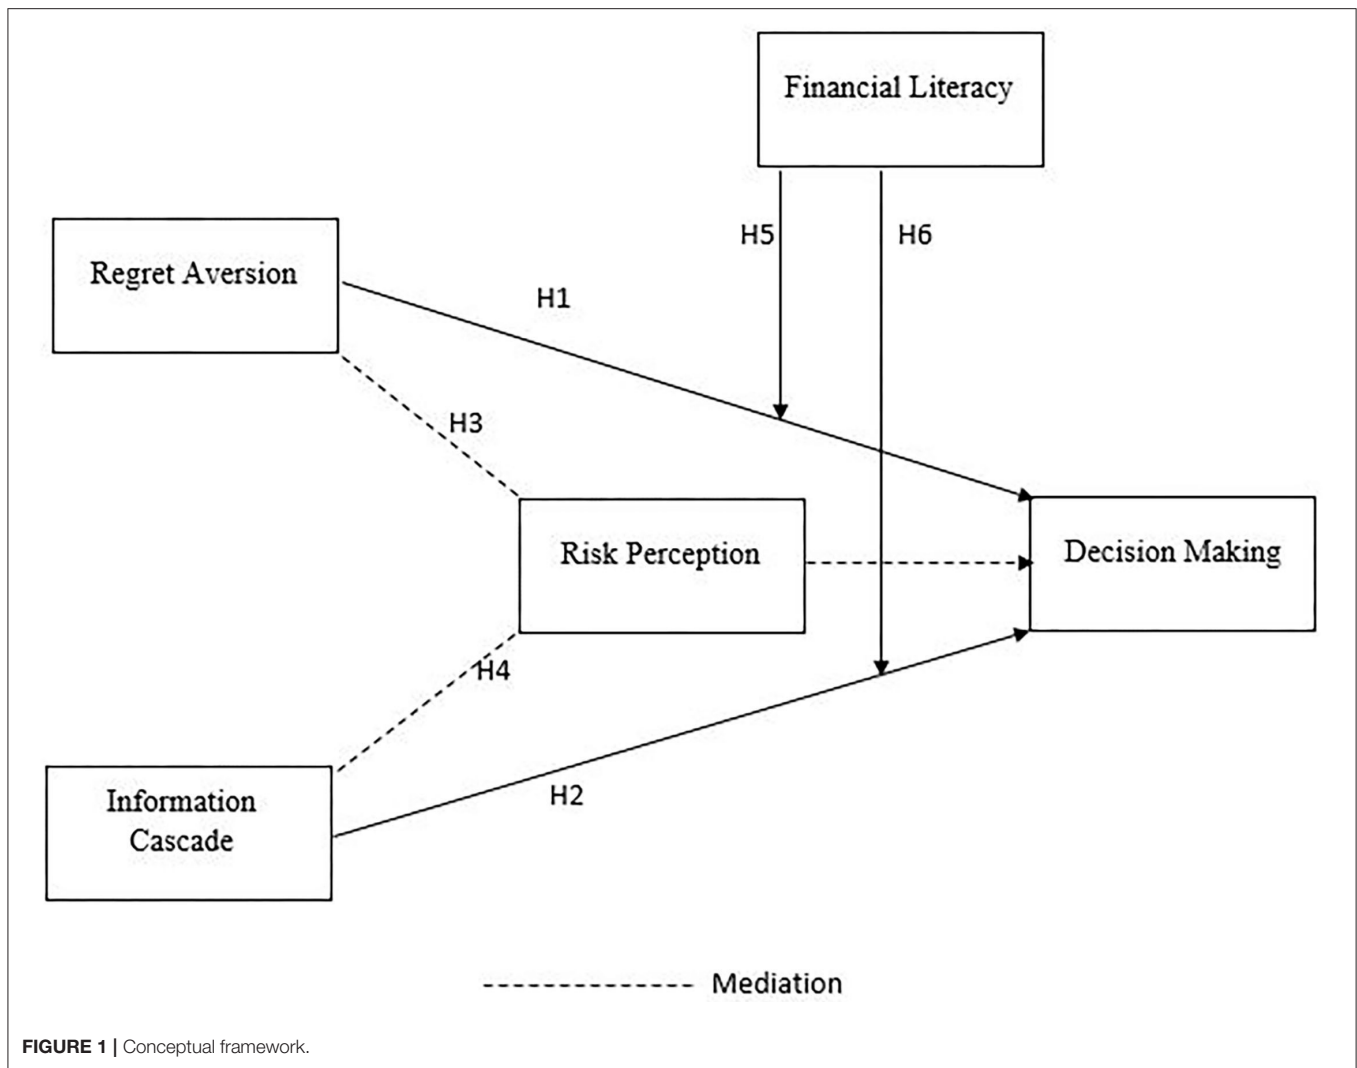 Financial Literacy
H5
H6
Regret Aversion
H1
H3
Risk Perception
Decision Making
H4
Information
Cascade
H2
Mediation
FIGURE 1 | Conceptual framework.